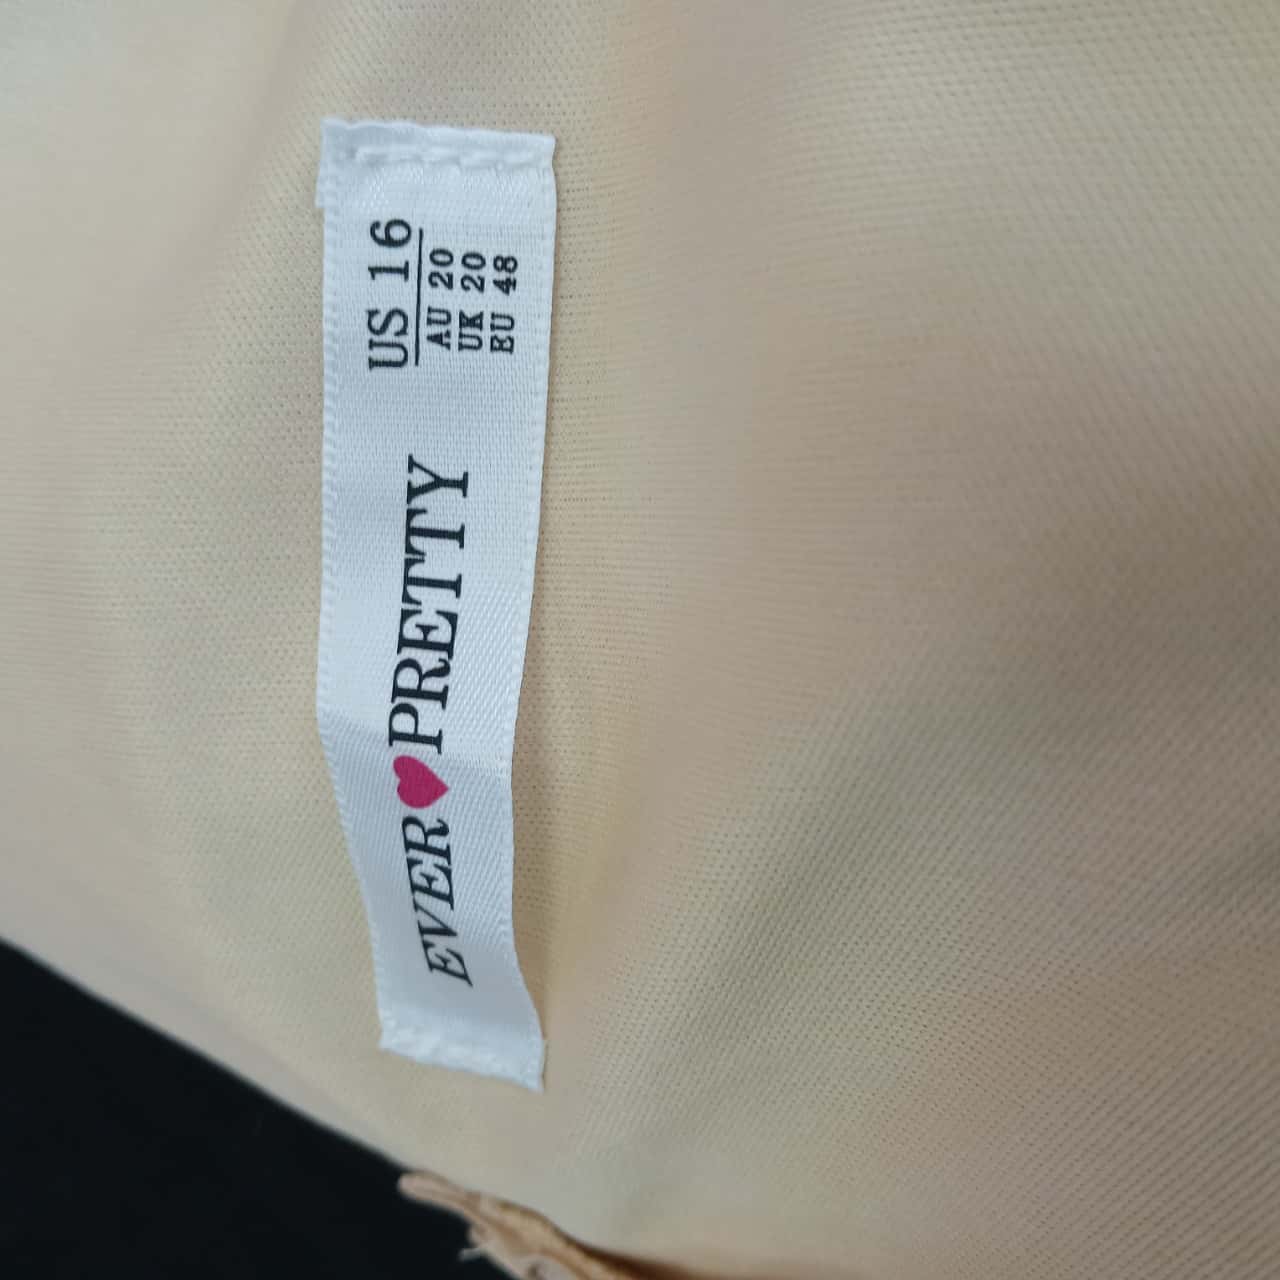 EVER PRETTY
US 16
AU 20
UK 20
EU 48